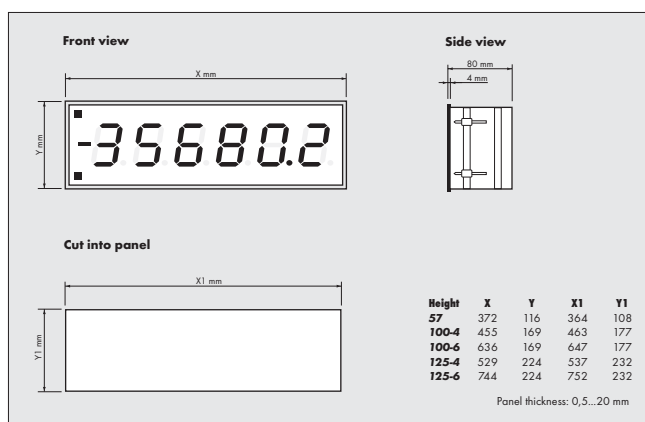 Front view
Side view
X mm
80 mm
4 mm
Y mm
-35680.2
Cut into panel
X1 mm
Y1 mm
Height X Y X1 Y1
57 372 116 364 108
100-4 455 169 463 177
100-6 636 169 647 177
125-4 529 224 537 232
125-6 744 224 752 232
Panel thickness: 0,5...20 mm